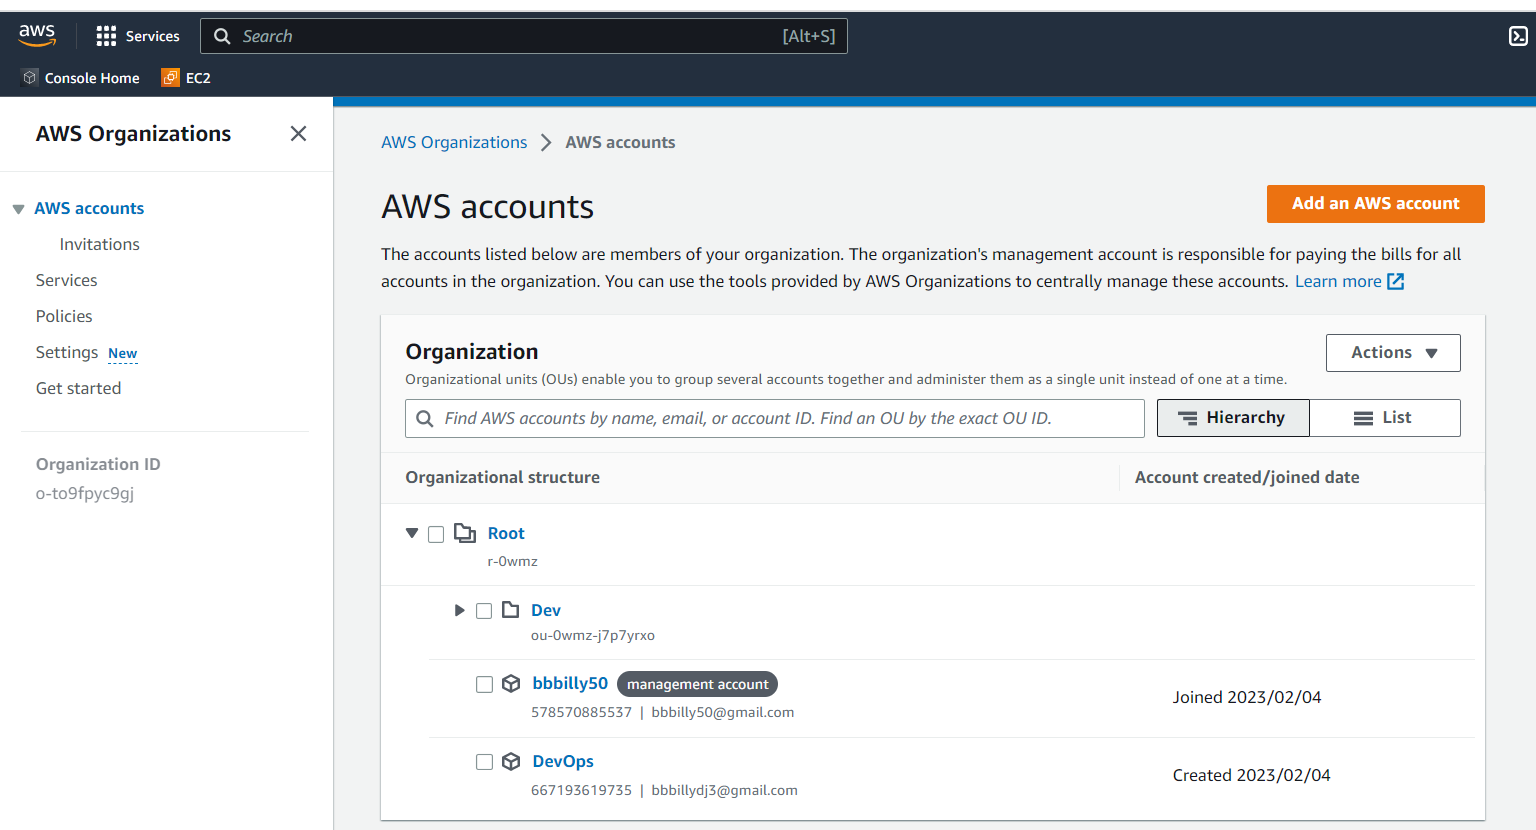 aws
Services
Search
[Alt+S]
Console Home
EC2
AWS Organizations
AWS accounts
Invitations
Services
Policies
Settings New
Get started
Organization ID
o-to9fpyc9gj
AWS Organizations
AWS accounts
AWS accounts
Add an AWS account
The accounts listed below are members of your organization. The organization's management account is responsible for paying the bills for all
accounts in the organization. You can use the tools provided by AWS Organizations to centrally manage these accounts. Learn more
Organization
Actions
Organizational units (OUs) enable you to group several accounts together and administer them as a single unit instead of one at a time.
Find AWS accounts by name, email, or account ID. Find an OU by the exact OU ID.
Hierarchy
List
Organizational structure
Account created/joined date
Root
r-0wmz
Dev
ou-0wmz-j7p7yrxo
bbbilly50 management account
578570885537 | bbbilly50@gmail.com
Joined 2023/02/04
DevOps
667193619735 | bbbillydj3@gmail.com
Created 2023/02/04